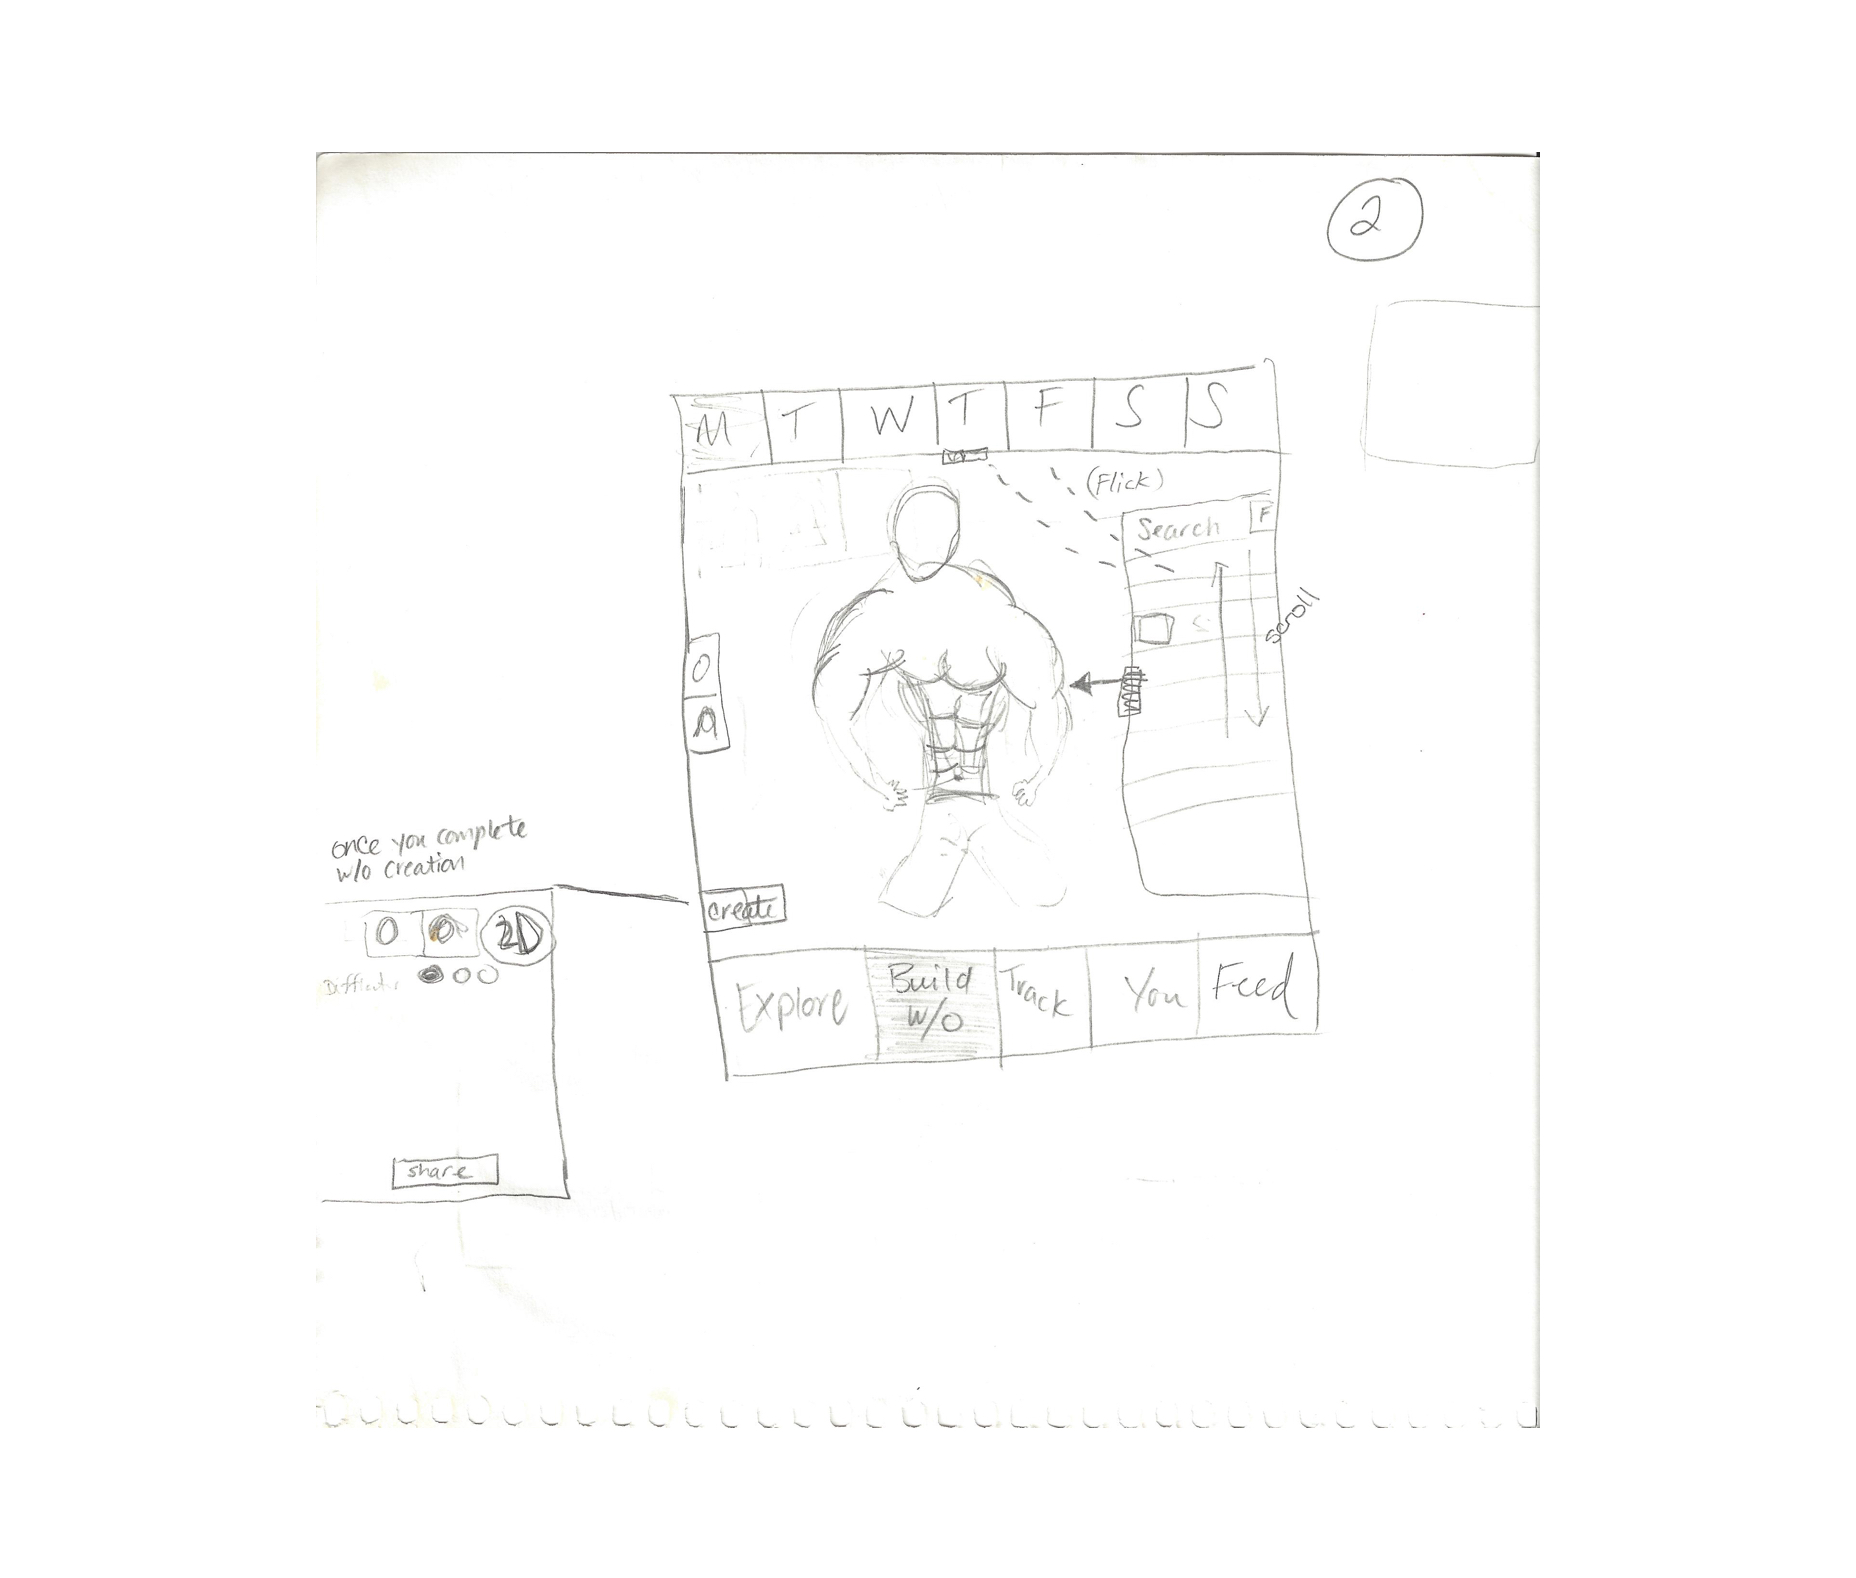 2
M T W T F S S
(Flick)
Search F
scroll
O
once you complete
w/o creation
create
O 2D
share
Explore Build W/O Track You Feed